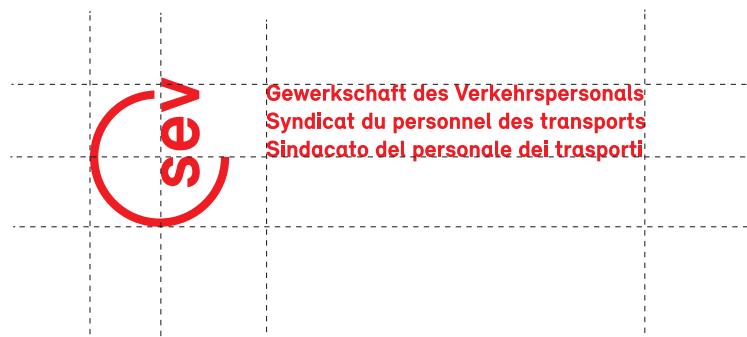 sev
Gewerkschaft des Verkehrspersonals
Syndicat du personnel des transports
Sindacato del personale dei trasporti